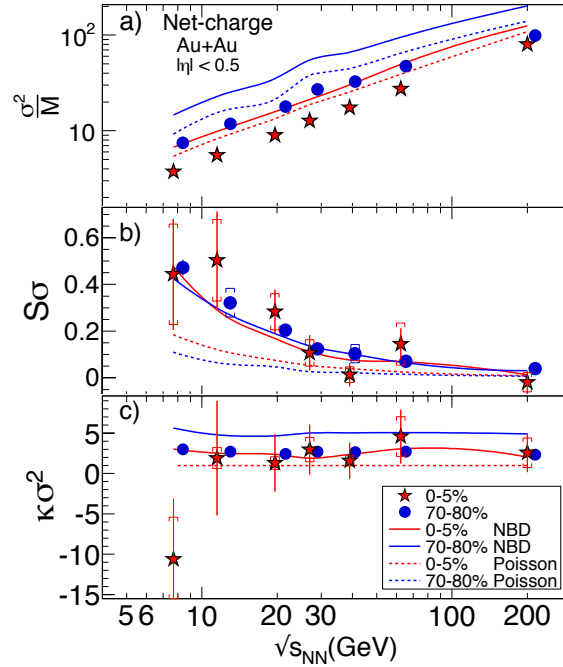 a) Net-charge
Au+Au
|η| < 0.5
10²
10
σ²/M
b)
0.6
0.4
0.2
0
Sσ
c)
5
0
-5
-10
-15
κσ²
0-5%
70-80%
0-5% NBD
70-80% NBD
0-5% Poisson
70-80% Poisson
5 6 10 20 30 100 200
√sNN(GeV)